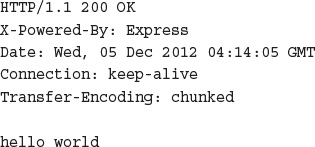 HTTP/1.1 200 OK
X-Powered-By: Express
Date: Wed, 05 Dec 2012 04:14:05 GMT
Connection: keep-alive
Transfer-Encoding: chunked

hello world